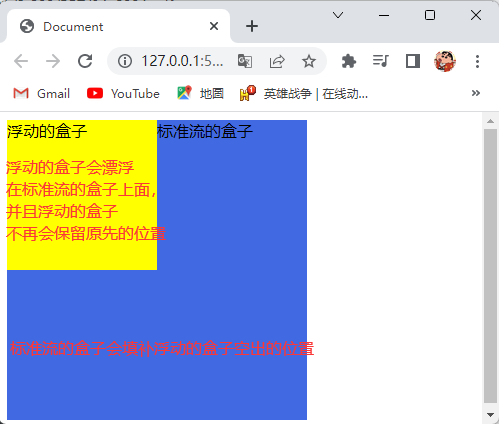 Document
127.0.0.1:5...
Gmail
YouTube
地图
英雄战争 | 在线动...
浮动的盒子
标准流的盒子
浮动的盒子会漂浮
在标准流的盒子上面，
并且浮动的盒子
不再会保留原先的位置
标准流的盒子会填补浮动的盒子空出的位置